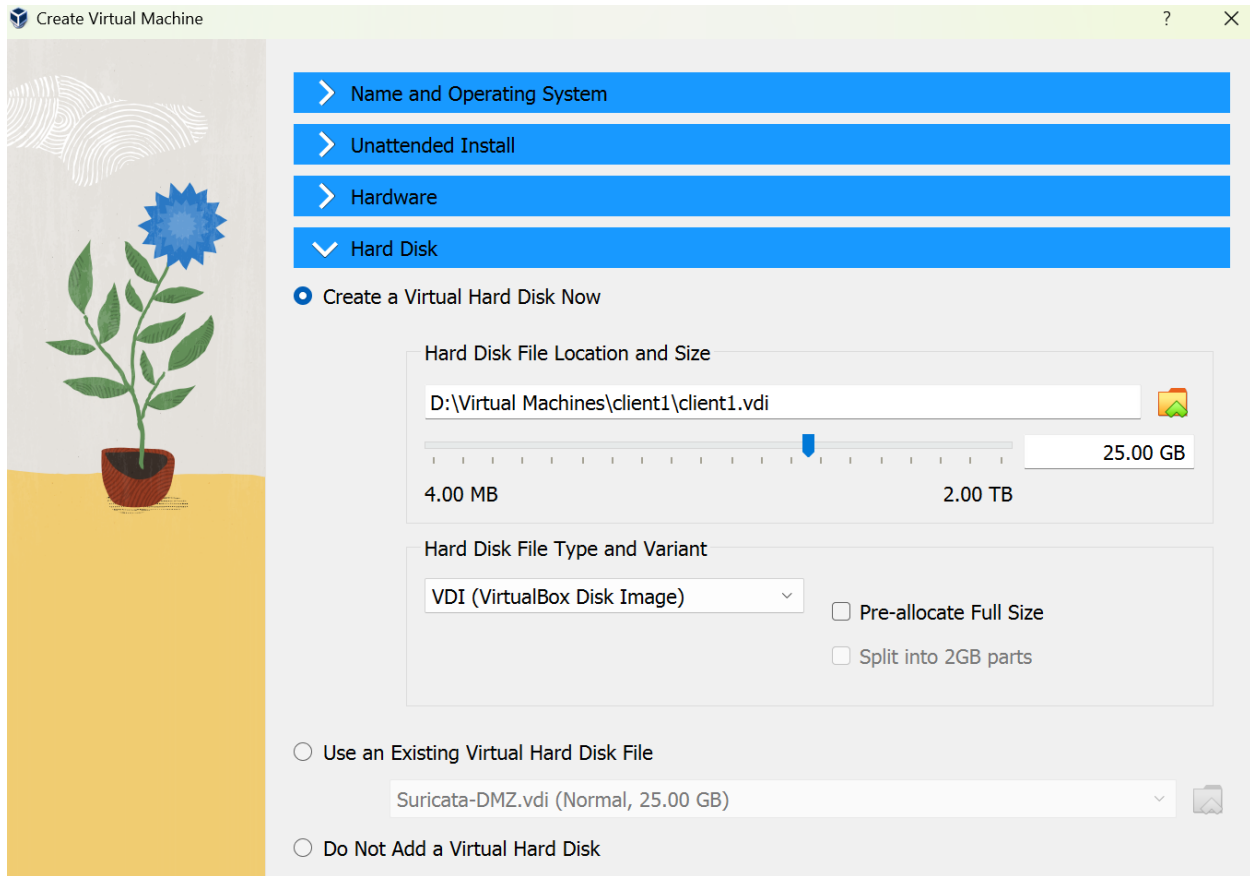 Create Virtual Machine ?
Name and Operating System
Unattended Install
Hardware
Hard Disk
Create a Virtual Hard Disk Now
Hard Disk File Location and Size
D:\Virtual Machines\client1\client1.vdi
25.00 GB
4.00 MB 2.00 TB
Hard Disk File Type and Variant
VDI (VirtualBox Disk Image)
Pre-allocate Full Size
Split into 2GB parts
Use an Existing Virtual Hard Disk File
Suricata-DMZ.vdi (Normal, 25.00 GB)
Do Not Add a Virtual Hard Disk